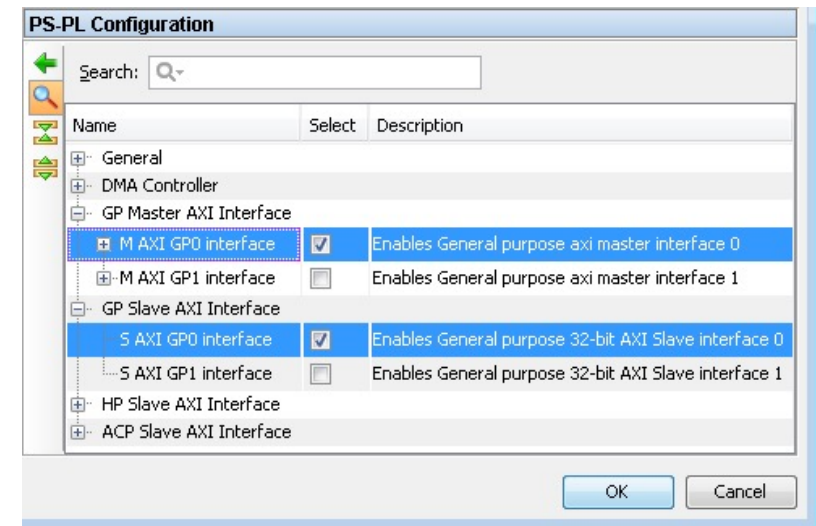 PS-PL Configuration
Search:
Name Select Description
General
DMA Controller
GP Master AXI Interface
M AXI GP0 interface Enables General purpose axi master interface 0
M AXI GP1 interface Enables General purpose axi master interface 1
GP Slave AXI Interface
S AXI GP0 interface Enables General purpose 32-bit AXI Slave interface 0
S AXI GP1 interface Enables General purpose 32-bit AXI Slave interface 1
HP Slave AXI Interface
ACP Slave AXI Interface
OK Cancel